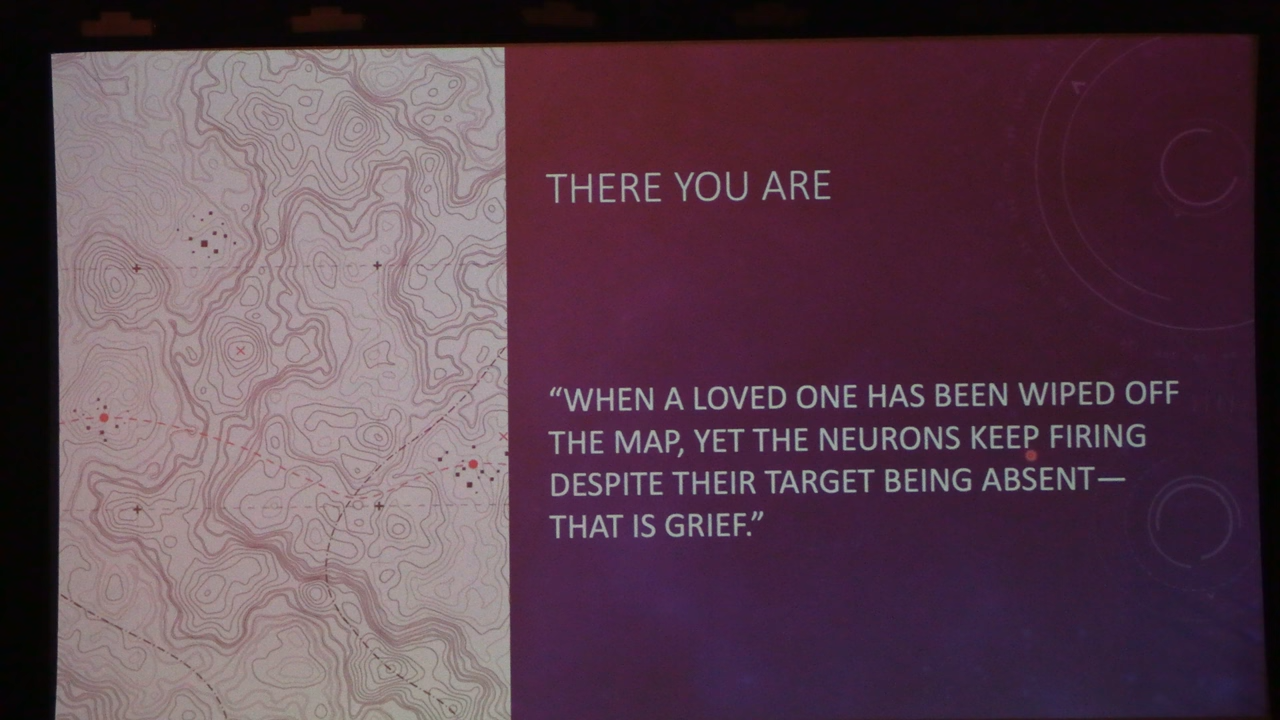 THERE YOU ARE
“WHEN A LOVED ONE HAS BEEN WIPED OFF
THE MAP, YET THE NEURONS KEEP FIRING
DESPITE THEIR TARGET BEING ABSENT—
THAT IS GRIEF.”